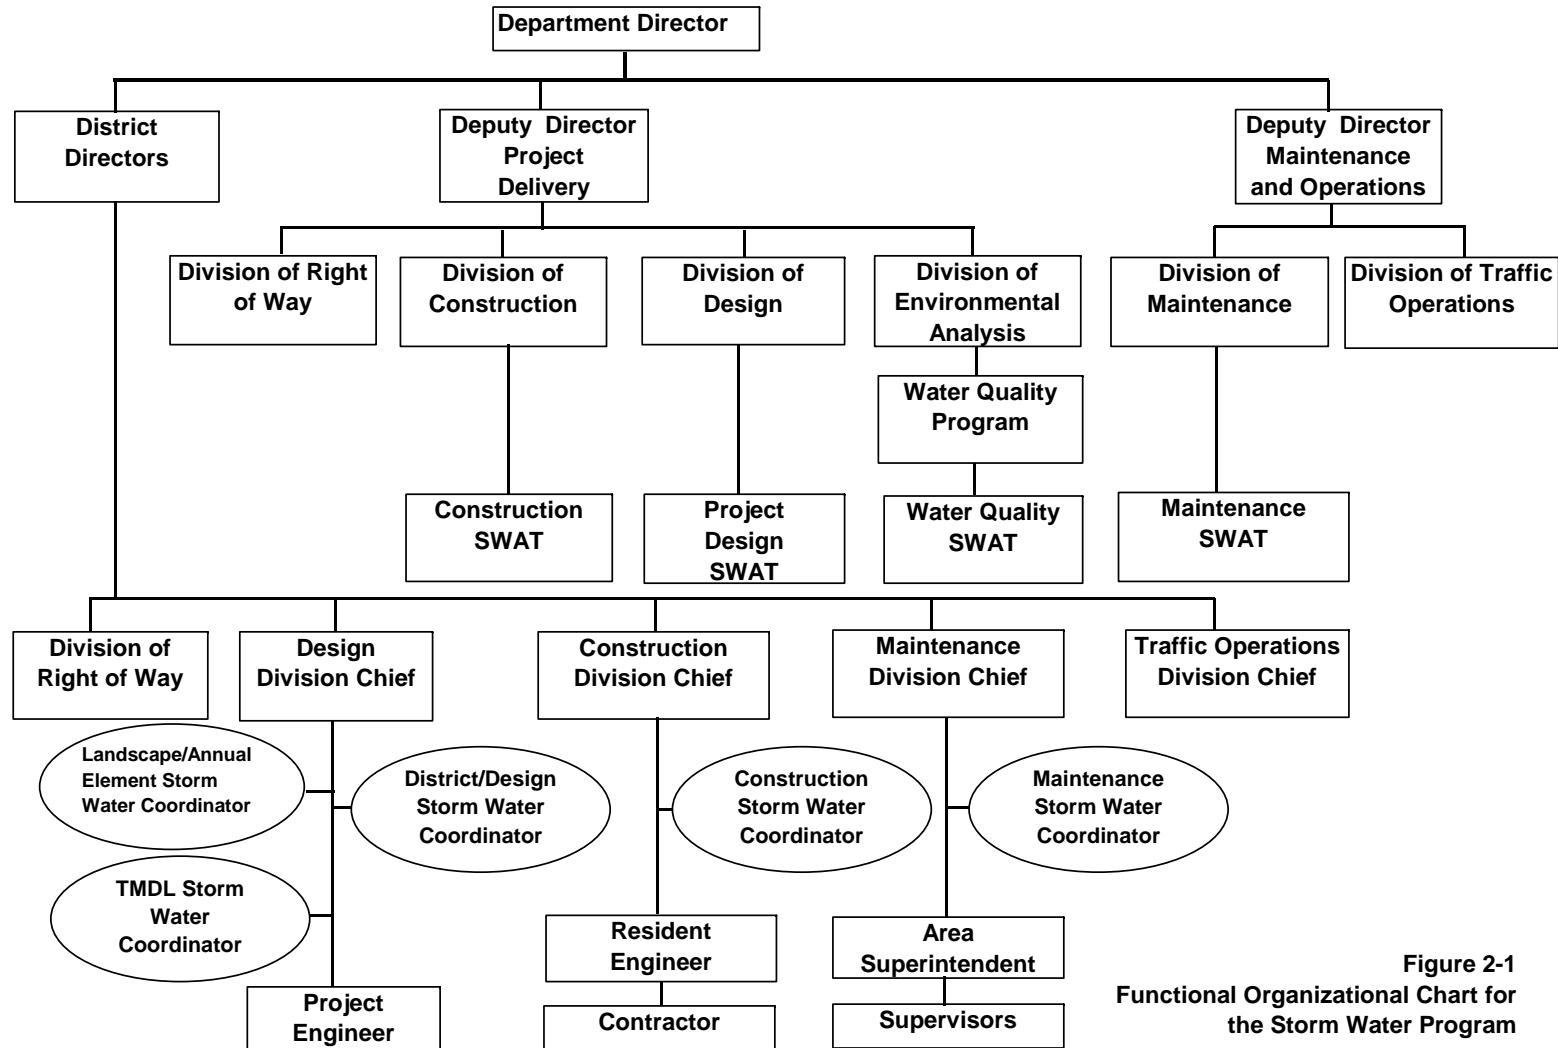 Department Director
District
Directors
Deputy Director
Project
Delivery
Deputy Director
Maintenance
and Operations
Division of Right
of Way
Division of
Construction
Division of
Design
Division of
Environmental
Analysis
Division of
Maintenance
Division of Traffic
Operations
Water Quality
Program
Construction
SWAT
Project
Design
SWAT
Water Quality
SWAT
Maintenance
SWAT
Division of
Right of Way
Design
Division Chief
Construction
Division Chief
Maintenance
Division Chief
Traffic Operations
Division Chief
Landscape/Annual
Element Storm
Water Coordinator
District/Design
Storm Water
Coordinator
Construction
Storm Water
Coordinator
Maintenance
Storm Water
Coordinator
TMDL Storm
Water
Coordinator
Resident
Engineer
Area
Superintendent
Project
Engineer
Contractor
Supervisors
Figure 2-1
Functional Organizational Chart for
the Storm Water Program